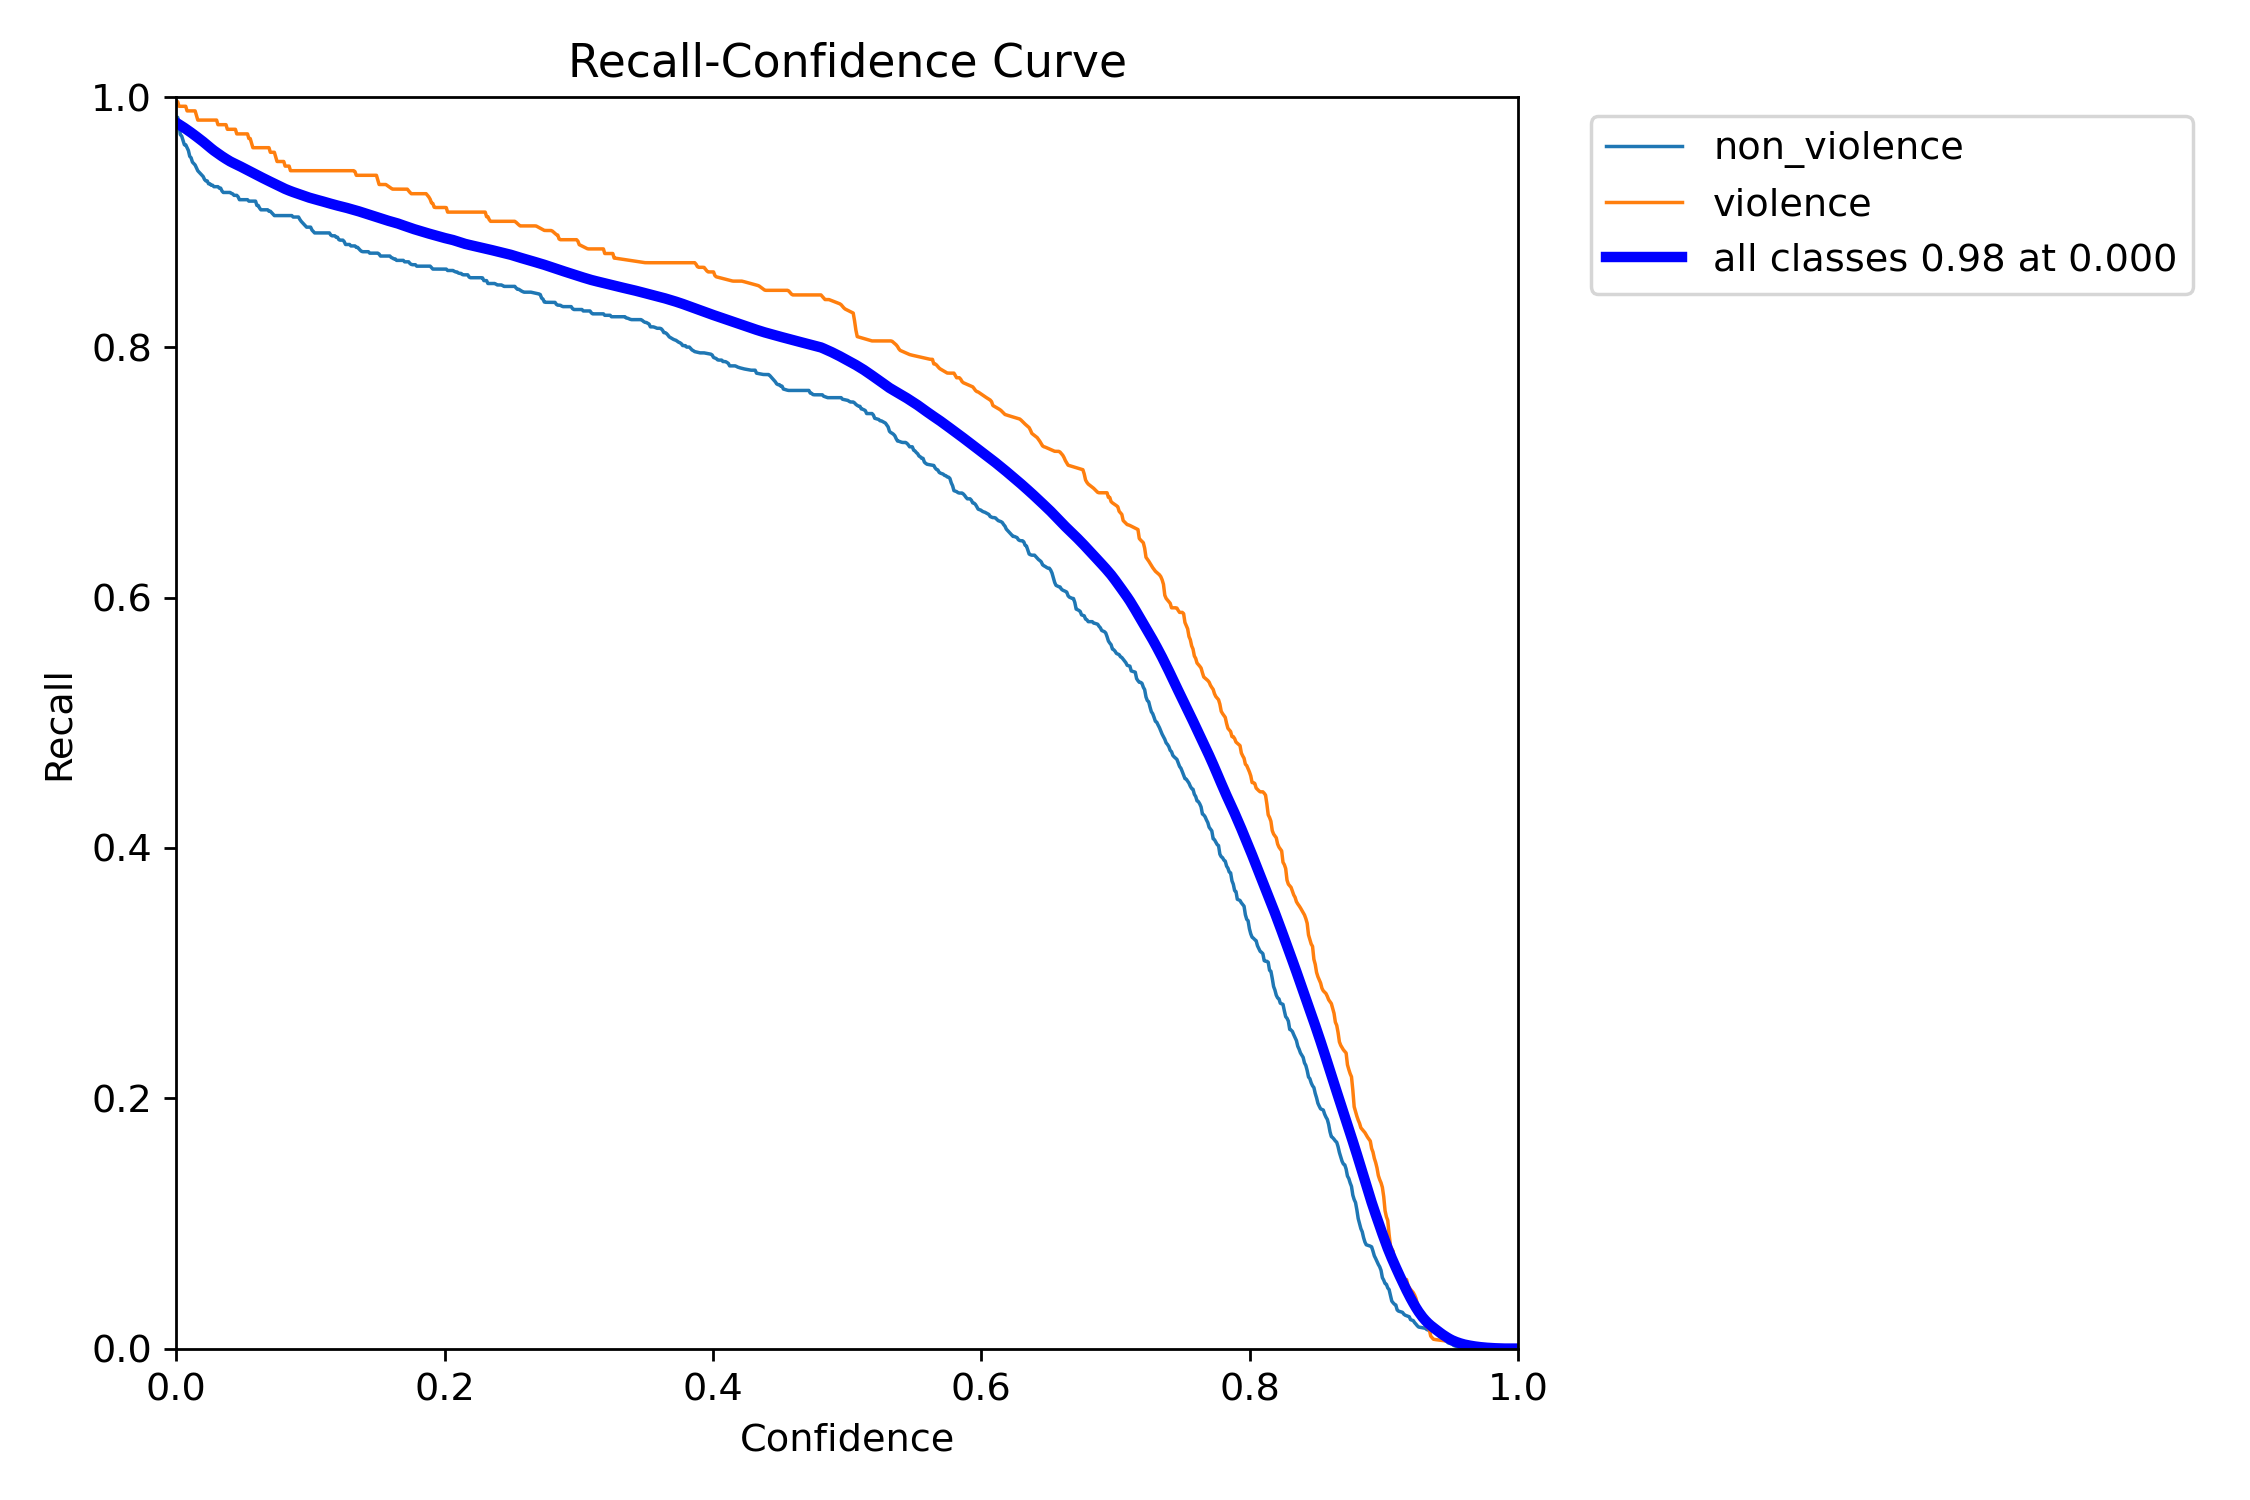 Recall-Confidence Curve
non_violence
violence
all classes 0.98 at 0.000
1.0
0.8
0.6
0.4
0.2
0.0
Recall
0.0 0.2 0.4 0.6 0.8 1.0
Confidence